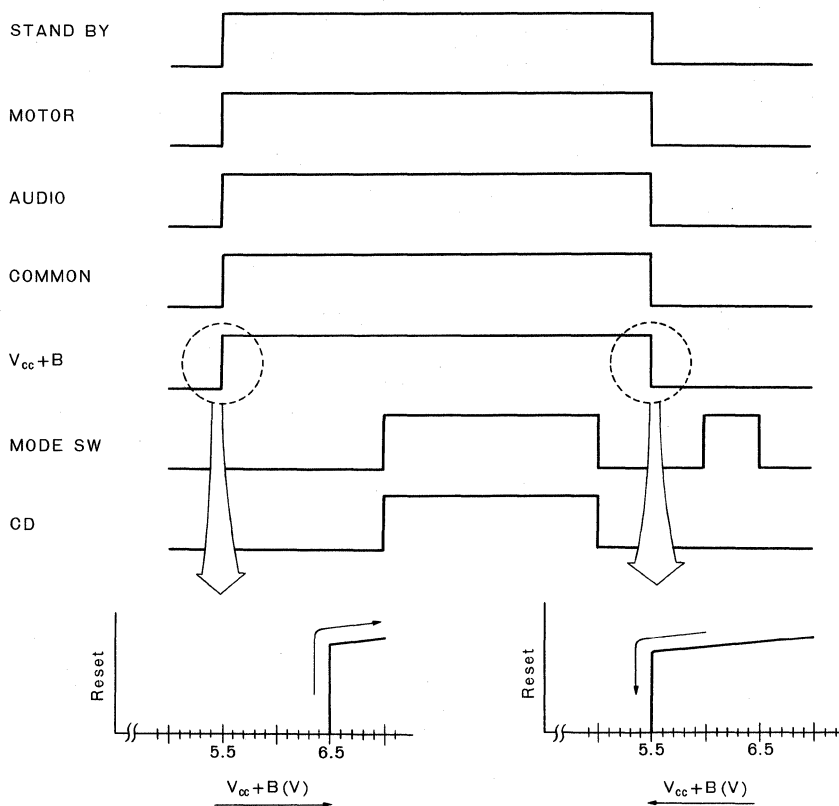 STAND BY
MOTOR
AUDIO
COMMON
Vcc+B
MODE SW
CD
Reset
5.5 6.5
Vcc+B (V)
Reset
5.5 6.5
Vcc+B (V)